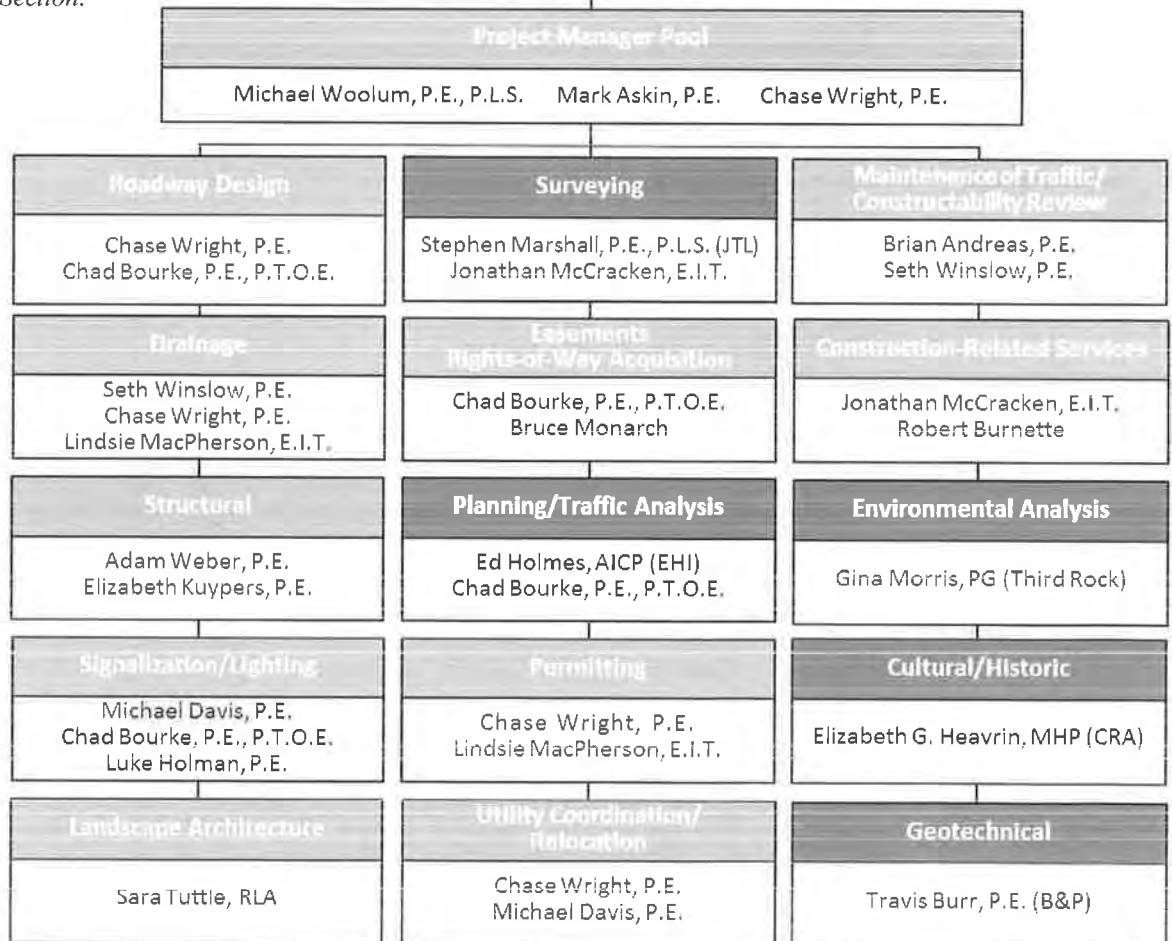 Section.
Project Manager Pool
Michael Woolum, P.E., P.L.S. Mark Askin, P.E. Chase Wright, P.E.
Roadway Design
Chase Wright, P.E.
Chad Bourke, P.E., P.T.O.E.
Surveying
Stephen Marshall, P.E., P.L.S. (JTL)
Jonathan McCracken, E.I.T.
Maintenence of Traffic/
Constructability Review
Brian Andreas, P.E.
Seth Winslow, P.E.
Drainage
Seth Winslow, P.E.
Chase Wright, P.E.
Lindsie MacPherson, E.I.T.
Easements
Rights-of-Way Acquisition
Chad Bourke, P.E., P.T.O.E.
Bruce Monarch
Construction-Related Services
Jonathan McCracken, E.I.T.
Robert Burnette
Structural
Adam Weber, P.E.
Elizabeth Kuypers, P.E.
Planning/Traffic Analysis
Ed Holmes, AICP (EHI)
Chad Bourke, P.E., P.T.O.E.
Environmental Analysis
Gina Morris, PG (Third Rock)
Signalization/Lighting
Michael Davis, P.E.
Chad Bourke, P.E., P.T.O.E.
Luke Holman, P.E.
Permitting
Chase Wright, P.E.
Lindsie MacPherson, E.I.T.
Cultural/Historic
Elizabeth G. Heavrin, MHP (CRA)
Landscape Architecture
Sara Tuttle, RLA
Utility Coordination/
Relocation
Chase Wright, P.E.
Michael Davis, P.E.
Geotechnical
Travis Burr, P.E. (B&P)